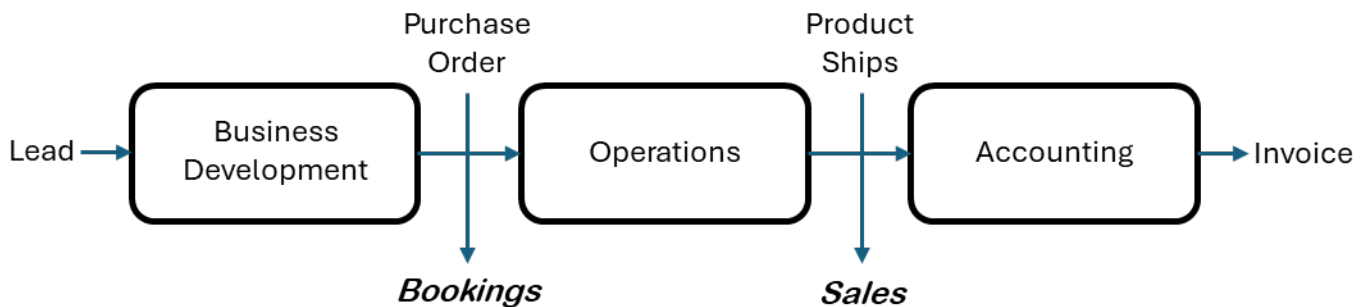 Purchase
Order
Product
Ships
Lead
Business
Development
Operations
Accounting
Invoice
Bookings
Sales